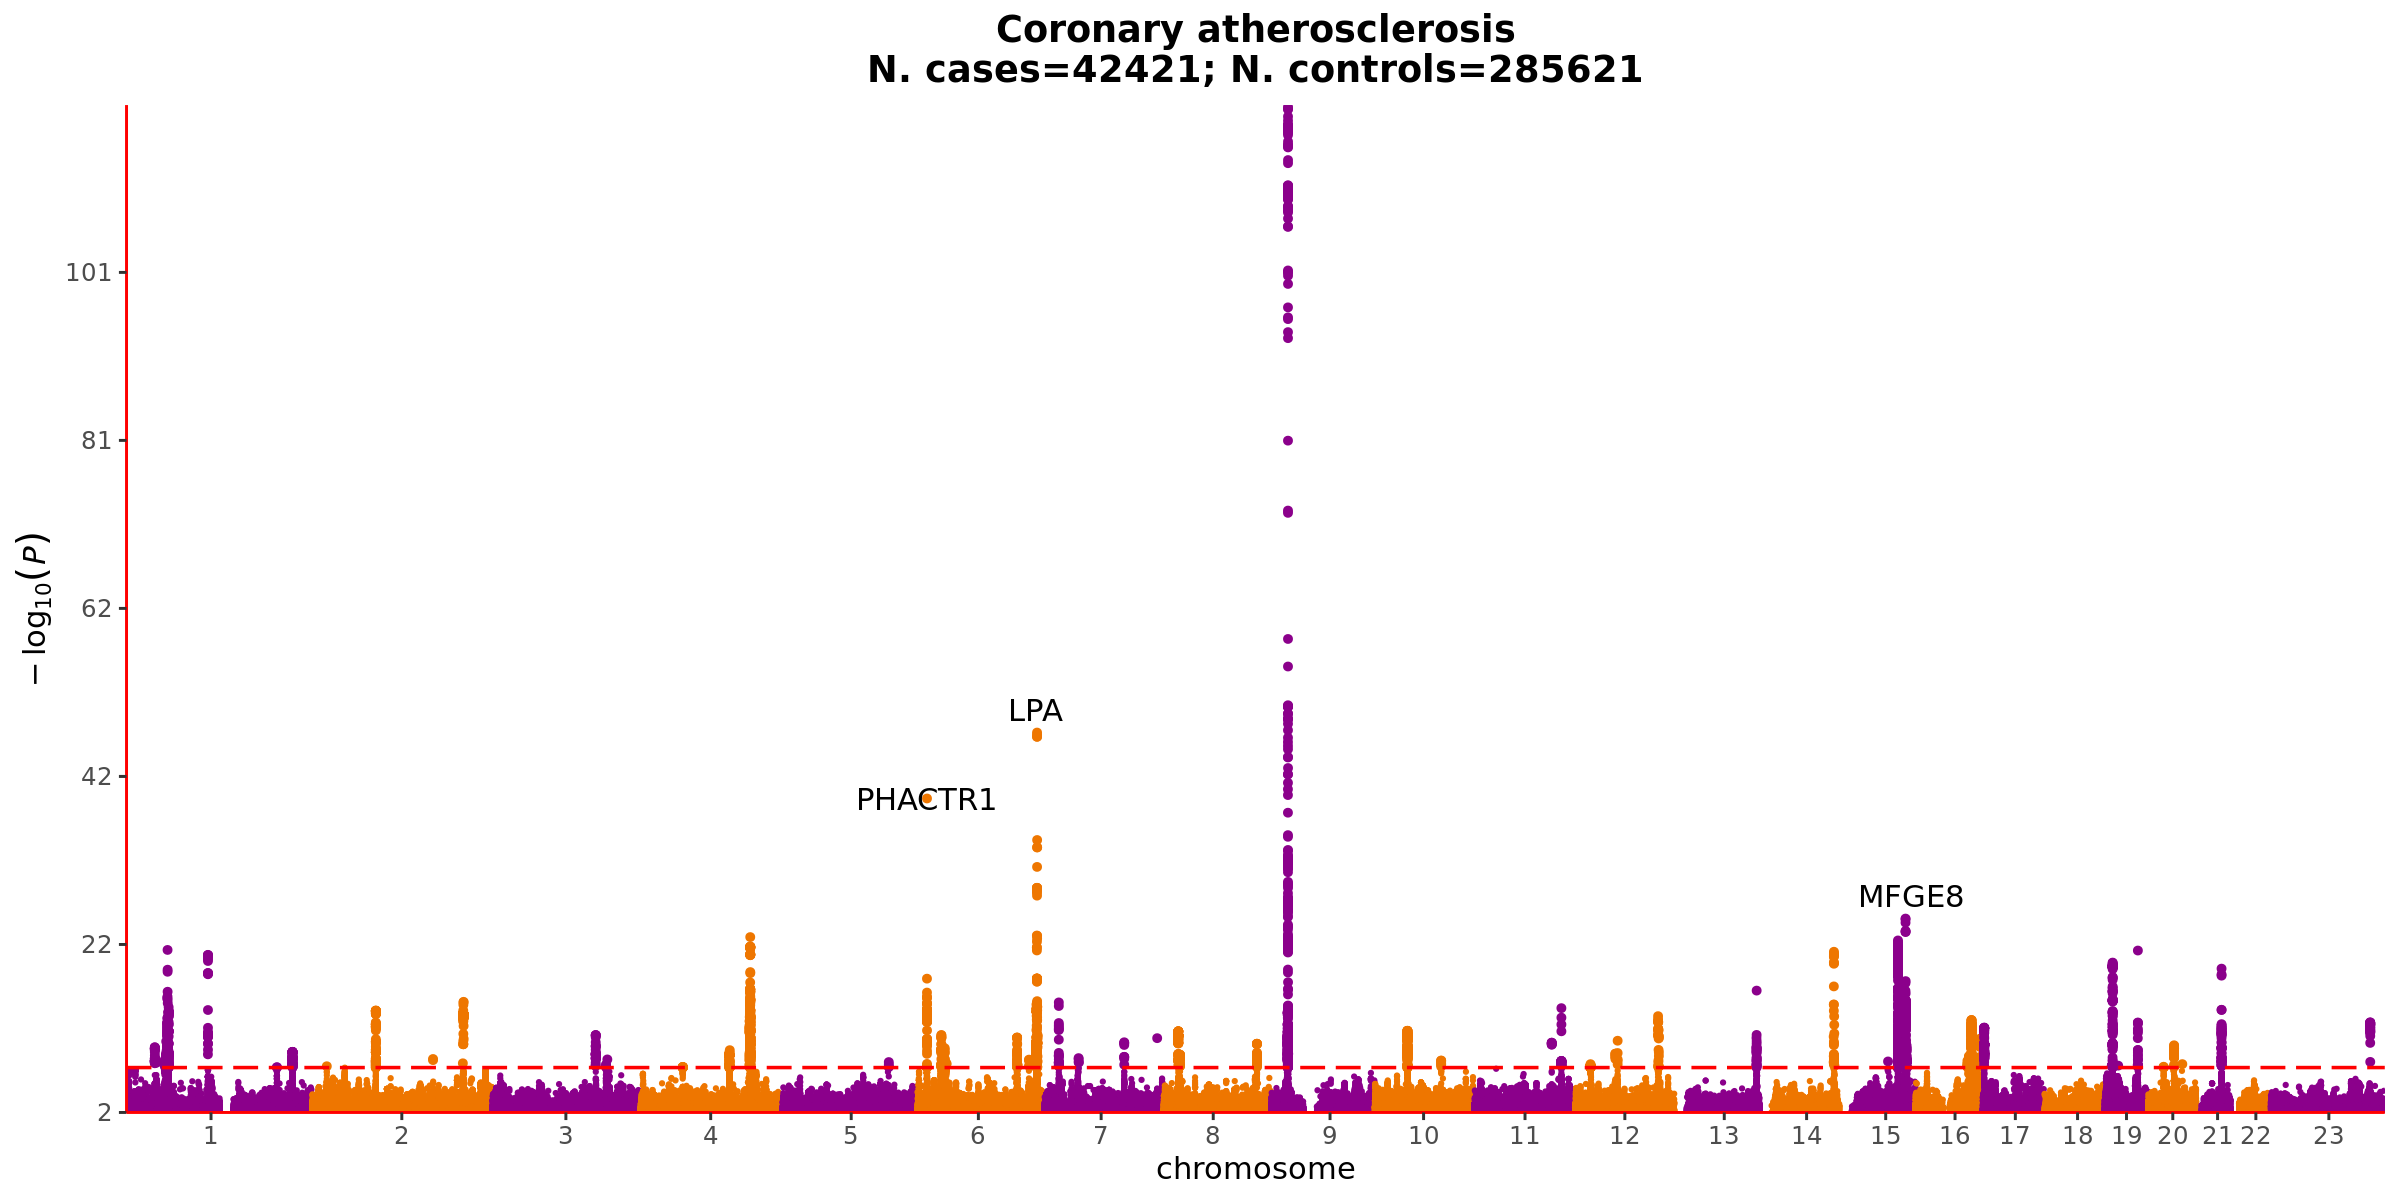 Coronary atherosclerosis
N. cases=42421; N. controls=285621
101
81
62
42
22
2
−log10(P)
LPA
PHACTR1
MFGE8
1 2 3 4 5 6 7 8 9 10 11 12 13 14 15 16 17 18 19 20 21 22 23
chromosome